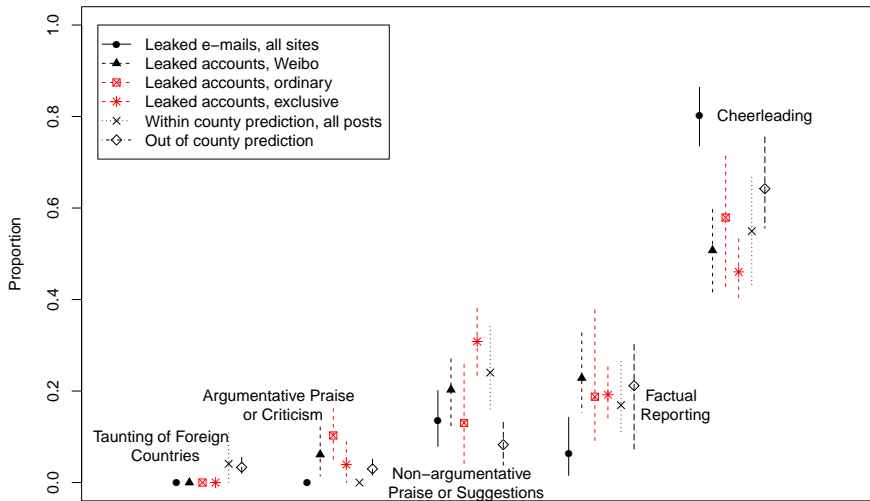 1.0
0.8
0.6
0.4
0.2
0.0
Proportion
Leaked e−mails, all sites
Leaked accounts, Weibo
Leaked accounts, ordinary
Leaked accounts, exclusive
Within county prediction, all posts
Out of county prediction
Taunting of Foreign
Countries
Argumentative Praise
or Criticism
Non−argumentative
Praise or Suggestions
Factual
Reporting
Cheerleading